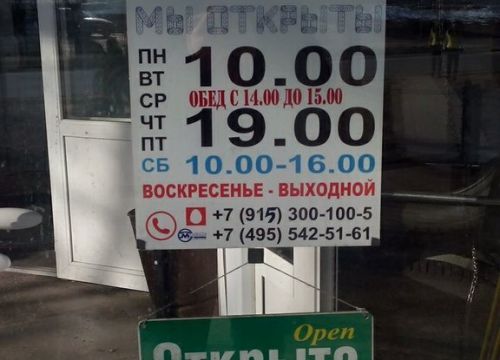 МЫ ОТКРЫТЫ
ПН
ВТ
СР
ЧТ
ПТ
10.00
ОБЕД С 14.00 ДО 15.00
19.00
СБ 10.00-16.00
ВОСКРЕСЕНЬЕ - ВЫХОДНОЙ
+7 (915) 300-100-5
+7 (495) 542-51-61
Open
Открыто